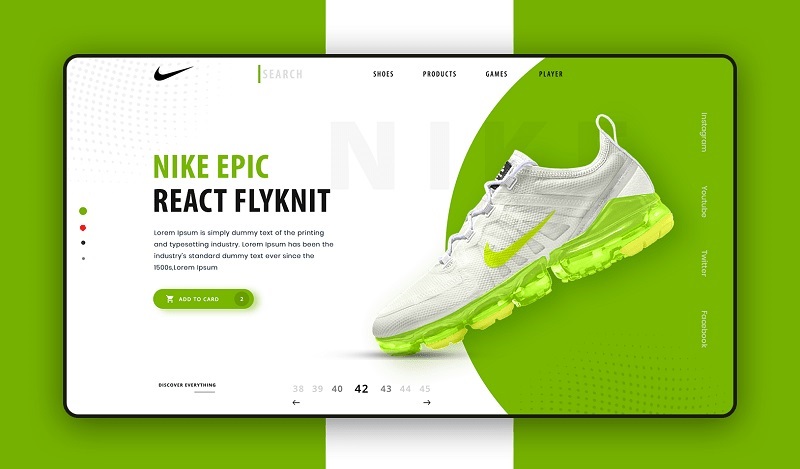 SEARCH
SHOES PRODUCTS GAMES PLAYER
NIKE
NIKE EPIC
REACT FLYKNIT
Lorem Ipsum is simply dummy text of the printing
and typesetting industry. Lorem Ipsum has been the
industry's standard dummy text ever since the
1500s,Lorem Ipsum
ADD TO CARD 2
DISCOVER EVERYTHING
38 39 40 42 43 44 45
Instagram
Youtube
Twitter
Facebook